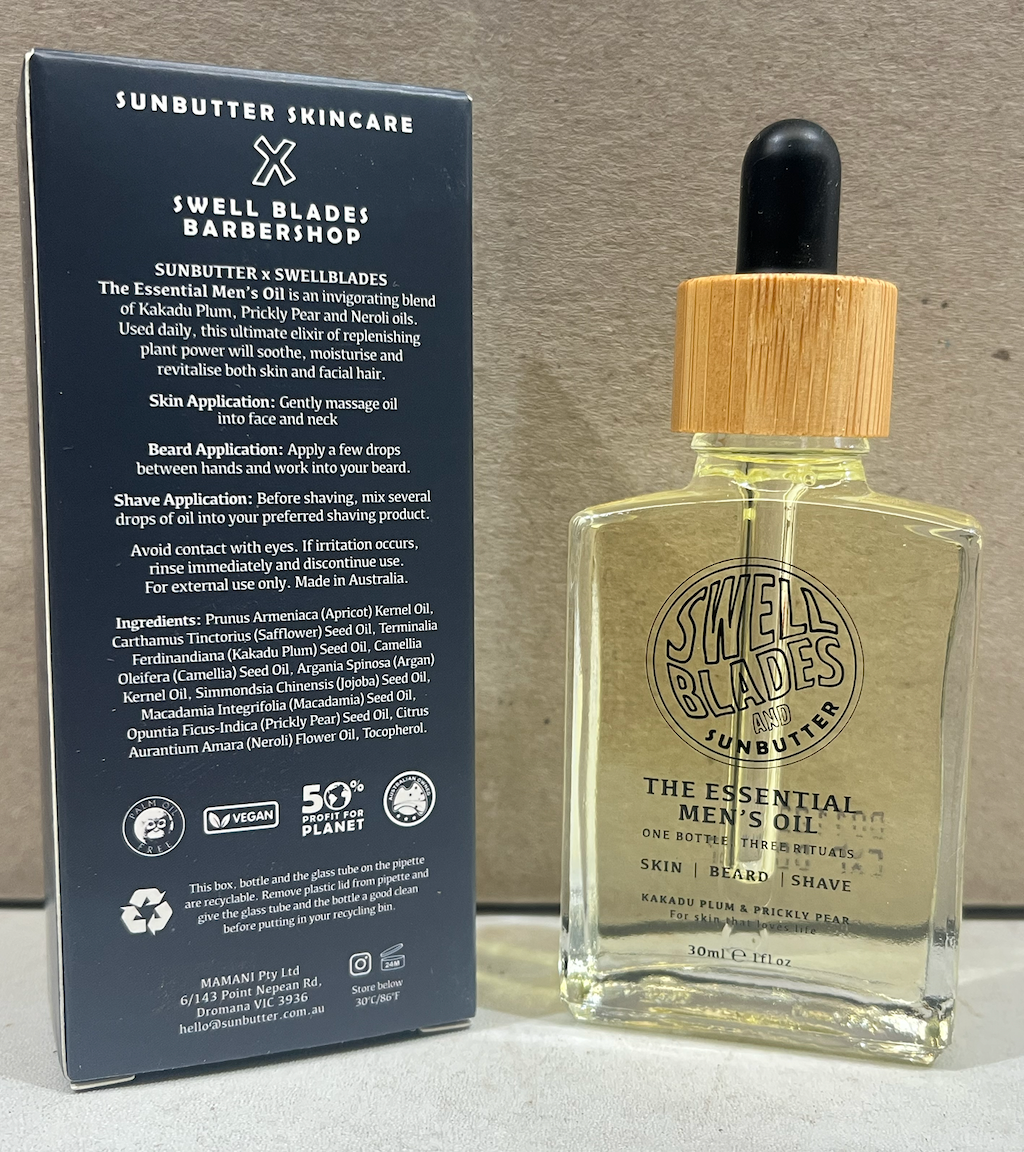 SUNBUTTER SKINCARE
X
SWELL BLADES
BARBERSHOP
SUNBUTTER x SWELLBLADES
The Essential Men's Oil is an invigorating blend
of Kakadu Plum, Prickly Pear and Neroli oils.
Used daily, this ultimate elixir of replenishing
plant power will soothe, moisturise and
revitalise both skin and facial hair.
Skin Application: Gently massage oil
into face and neck
Beard Application: Apply a few drops
between hands and work into your beard.
Shave Application: Before shaving, mix several
drops of oil into your preferred shaving product.
Avoid contact with eyes. If irritation occurs,
rinse immediately and discontinue use.
For external use only. Made in Australia.
Ingredients: Prunus Armeniaca (Apricot) Kernel Oil,
Carthamus Tinctorius (Safflower) Seed Oil, Terminalia
Ferdinandiana (Kakadu Plum) Seed Oil, Camellia
Oleifera (Camellia) Seed Oil, Argania Spinosa (Argan)
Kernel Oil, Simmondsia Chinensis (Jojoba) Seed Oil,
Macadamia Integrifolia (Macadamia) Seed Oil,
Opuntia Ficus-Indica (Prickly Pear) Seed Oil, Citrus
Aurantium Amara (Neroli) Flower Oil, Tocopherol.
PALM OIL
FREE
VEGAN
50%
PROFIT FOR
PLANET
AUSTRALIAN OWNED
This box, bottle and the glass tube on the pipette
are recyclable. Remove plastic lid from pipette and
give the glass tube and the bottle a good clean
before putting in your recycling bin.
MAMANI Pty Ltd
6/143 Point Nepean Rd,
Dromana VIC 3936
hello@sunbutter.com.au
24M
Store below
30°C/86°F
SWELL
BLADES
AND
SUNBUTTER
THE ESSENTIAL
MEN'S OIL
ONE BOTTLE, THREE RITUALS
SKIN | BEARD | SHAVE
KAKADU PLUM & PRICKLY PEAR
For skin that loves life
30ml ℮ 1fl oz